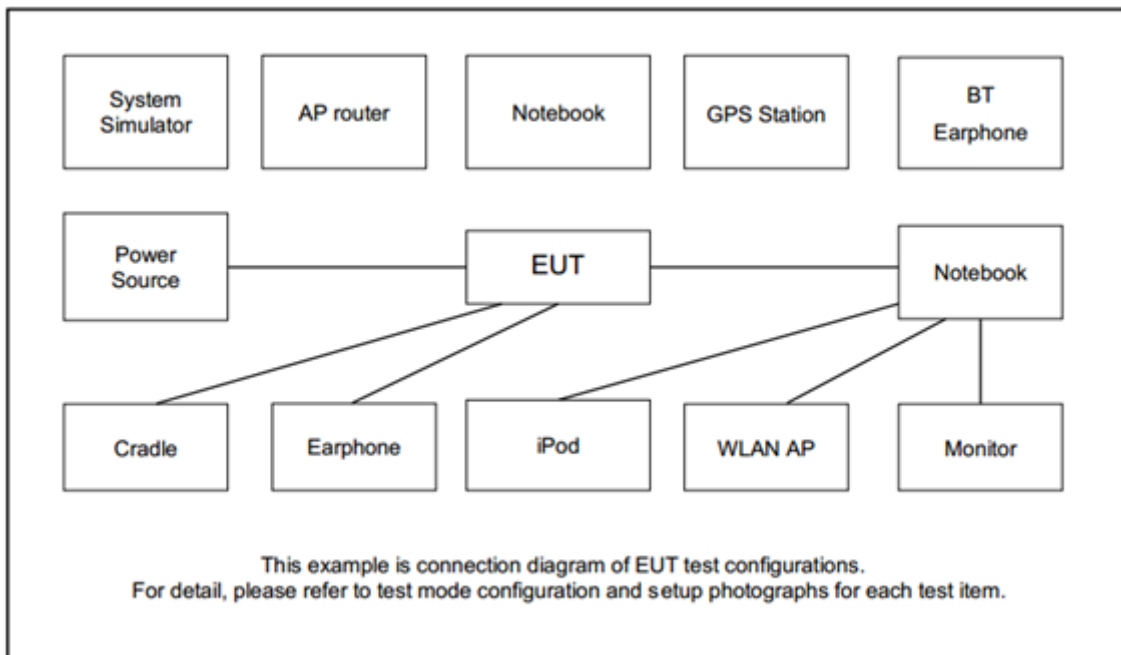 System
Simulator
AP router
Notebook
GPS Station
BT
Earphone
Power
Source
EUT
Notebook
Cradle
Earphone
iPod
WLAN AP
Monitor
This example is connection diagram of EUT test configurations.
For detail, please refer to test mode configuration and setup photographs for each test item.